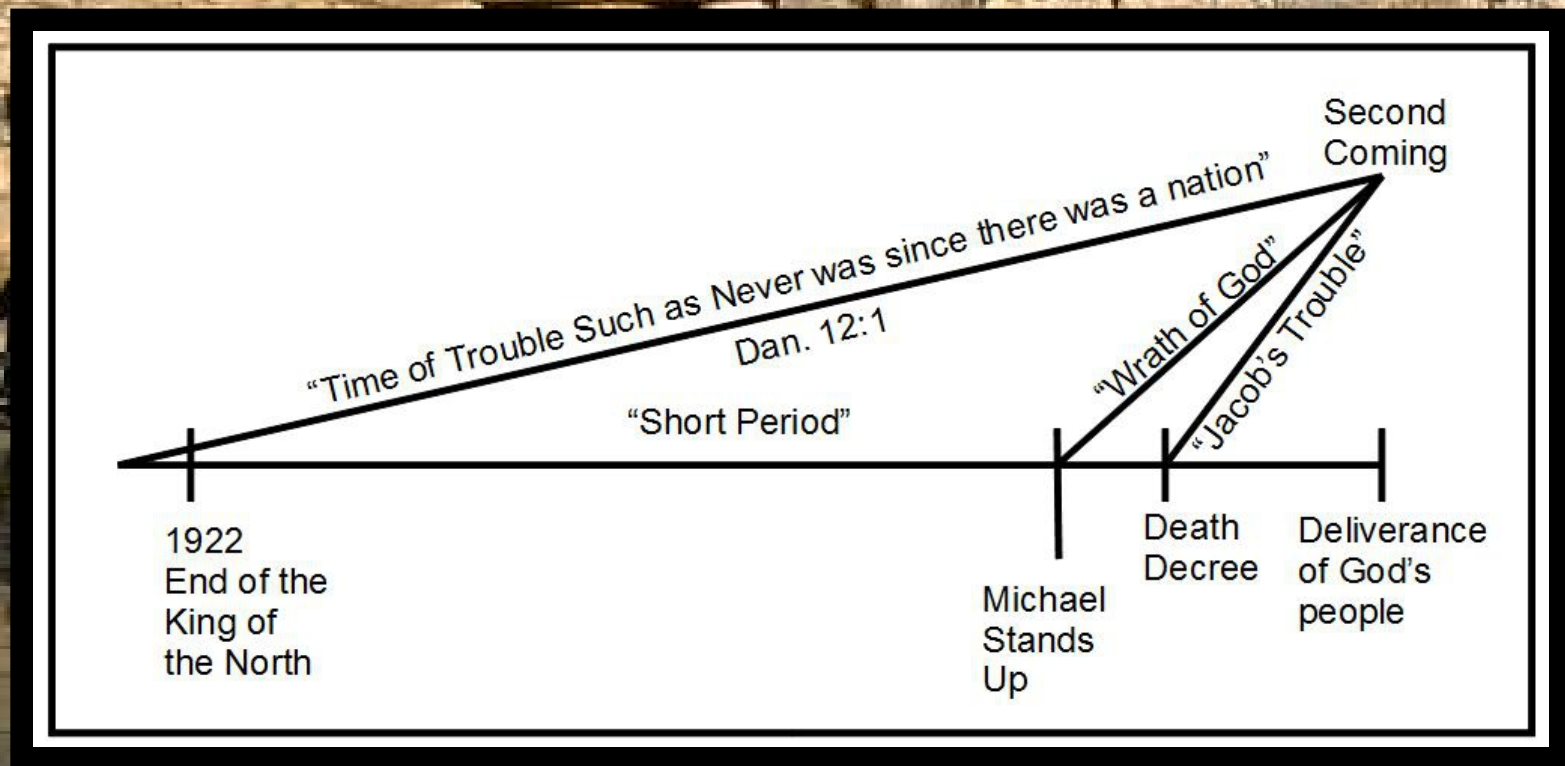 Second
Coming
“Time of Trouble Such as Never was since there was a nation”
Dan. 12:1
“Wrath of God”
“Jacob’s Trouble”
“Short Period”
1922
End of the
King of
the North
Michael
Stands
Up
Death
Decree
Deliverance
of God’s
people